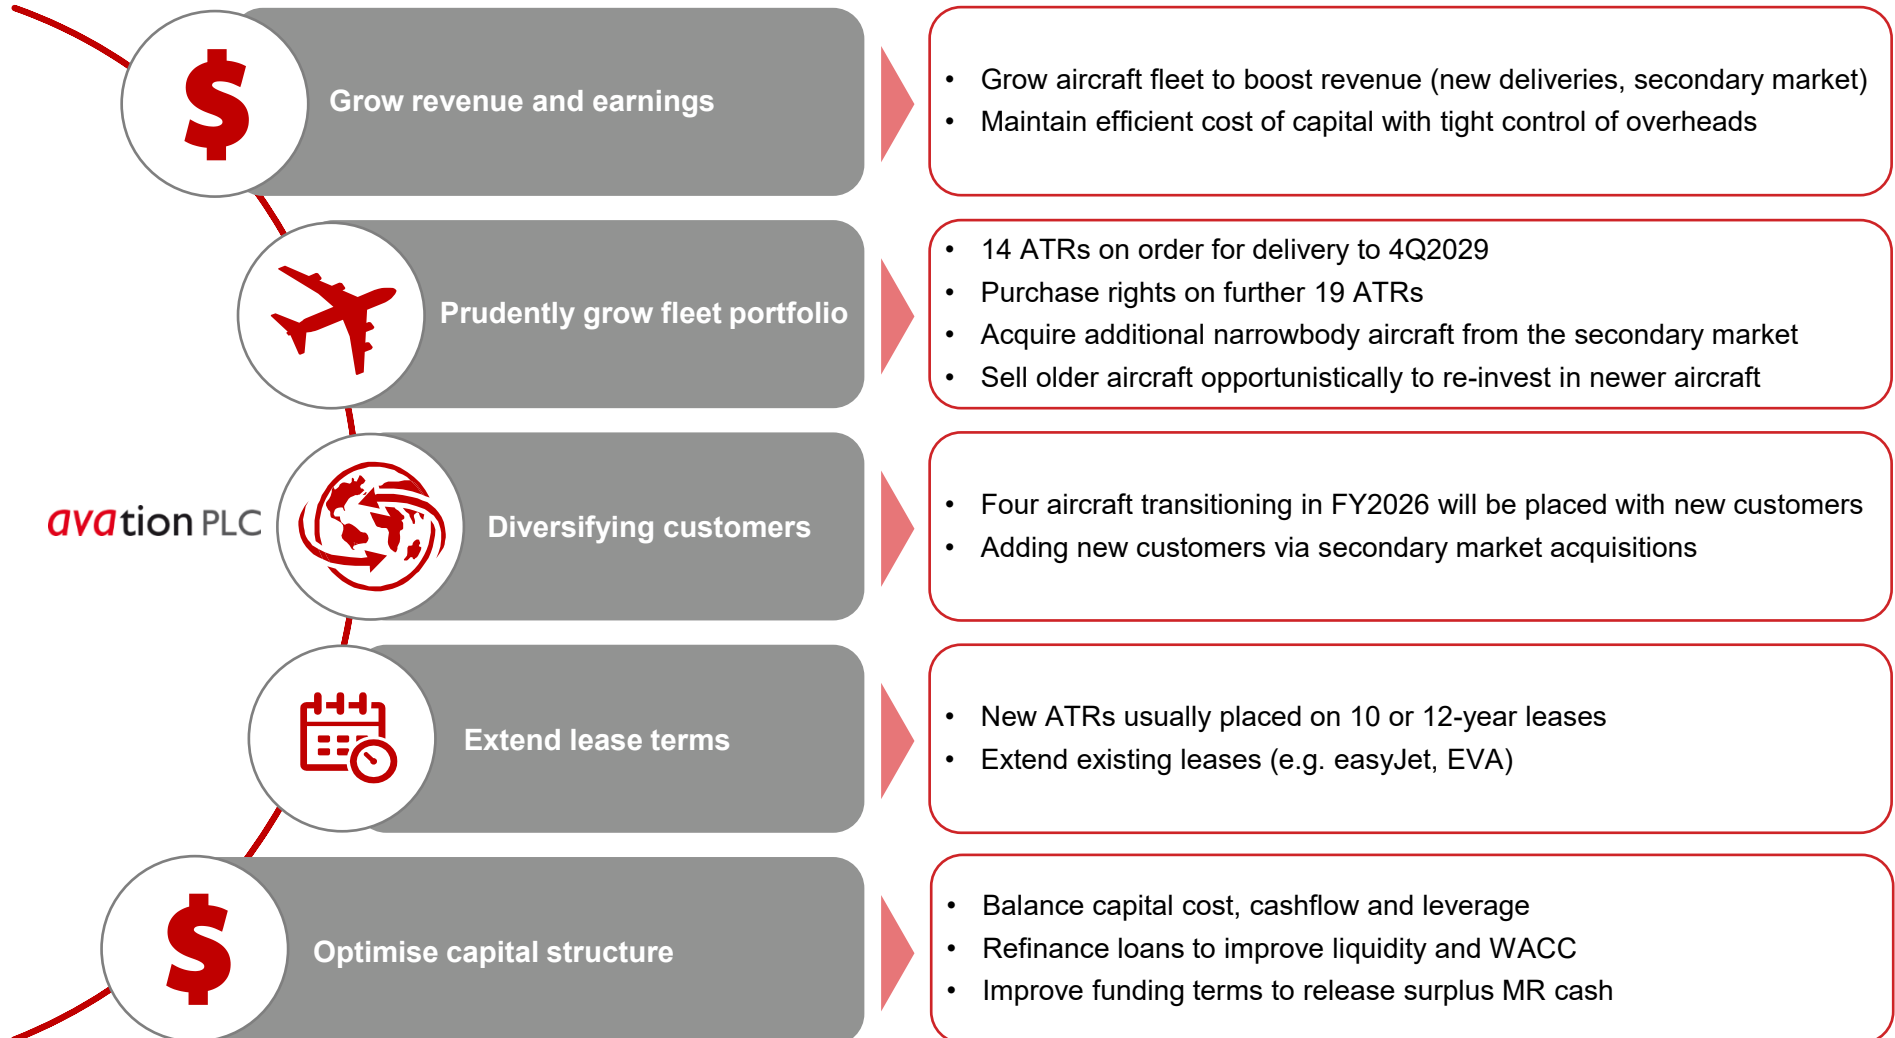 Grow revenue and earnings
• Grow aircraft fleet to boost revenue (new deliveries, secondary market)
• Maintain efficient cost of capital with tight control of overheads
Prudently grow fleet portfolio
• 14 ATRs on order for delivery to 4Q2029
• Purchase rights on further 19 ATRs
• Acquire additional narrowbody aircraft from the secondary market
• Sell older aircraft opportunistically to re-invest in newer aircraft
avation PLC
Diversifying customers
• Four aircraft transitioning in FY2026 will be placed with new customers
• Adding new customers via secondary market acquisitions
Extend lease terms
• New ATRs usually placed on 10 or 12-year leases
• Extend existing leases (e.g. easyJet, EVA)
Optimise capital structure
• Balance capital cost, cashflow and leverage
• Refinance loans to improve liquidity and WACC
• Improve funding terms to release surplus MR cash